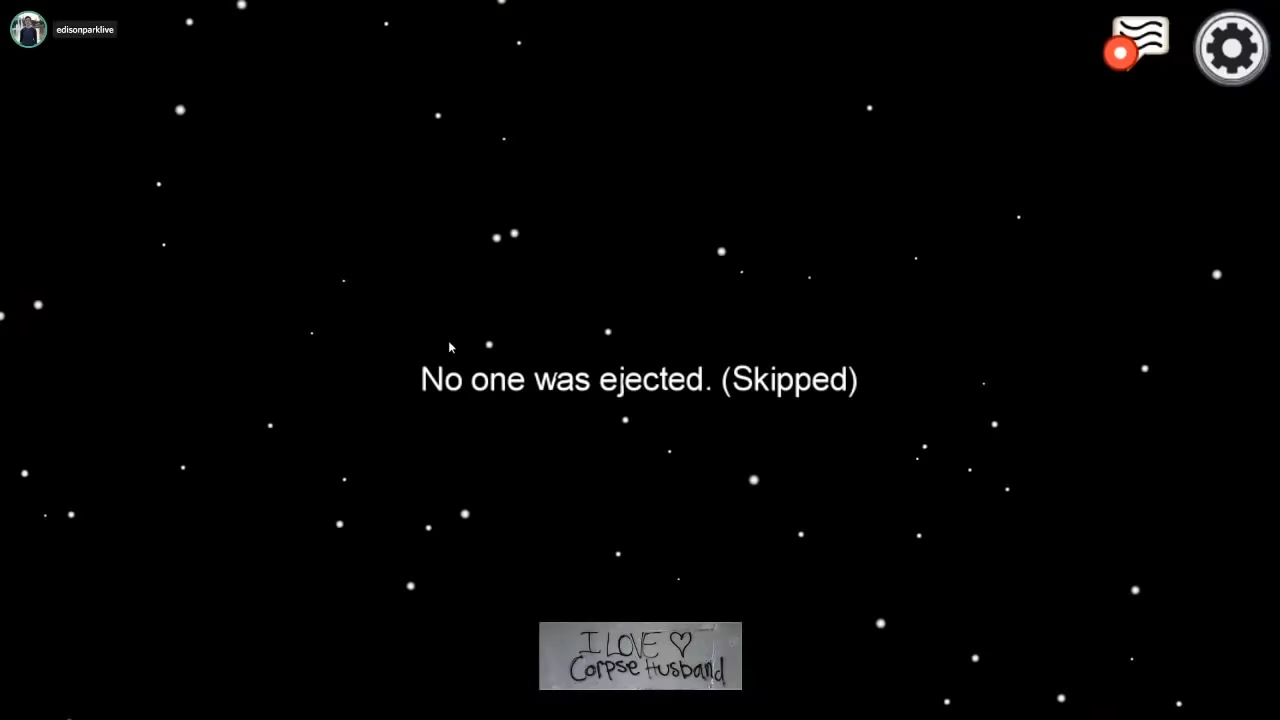 edisonparklive
No one was ejected. (Skipped)
I LOVE ♡
Corpse Husband